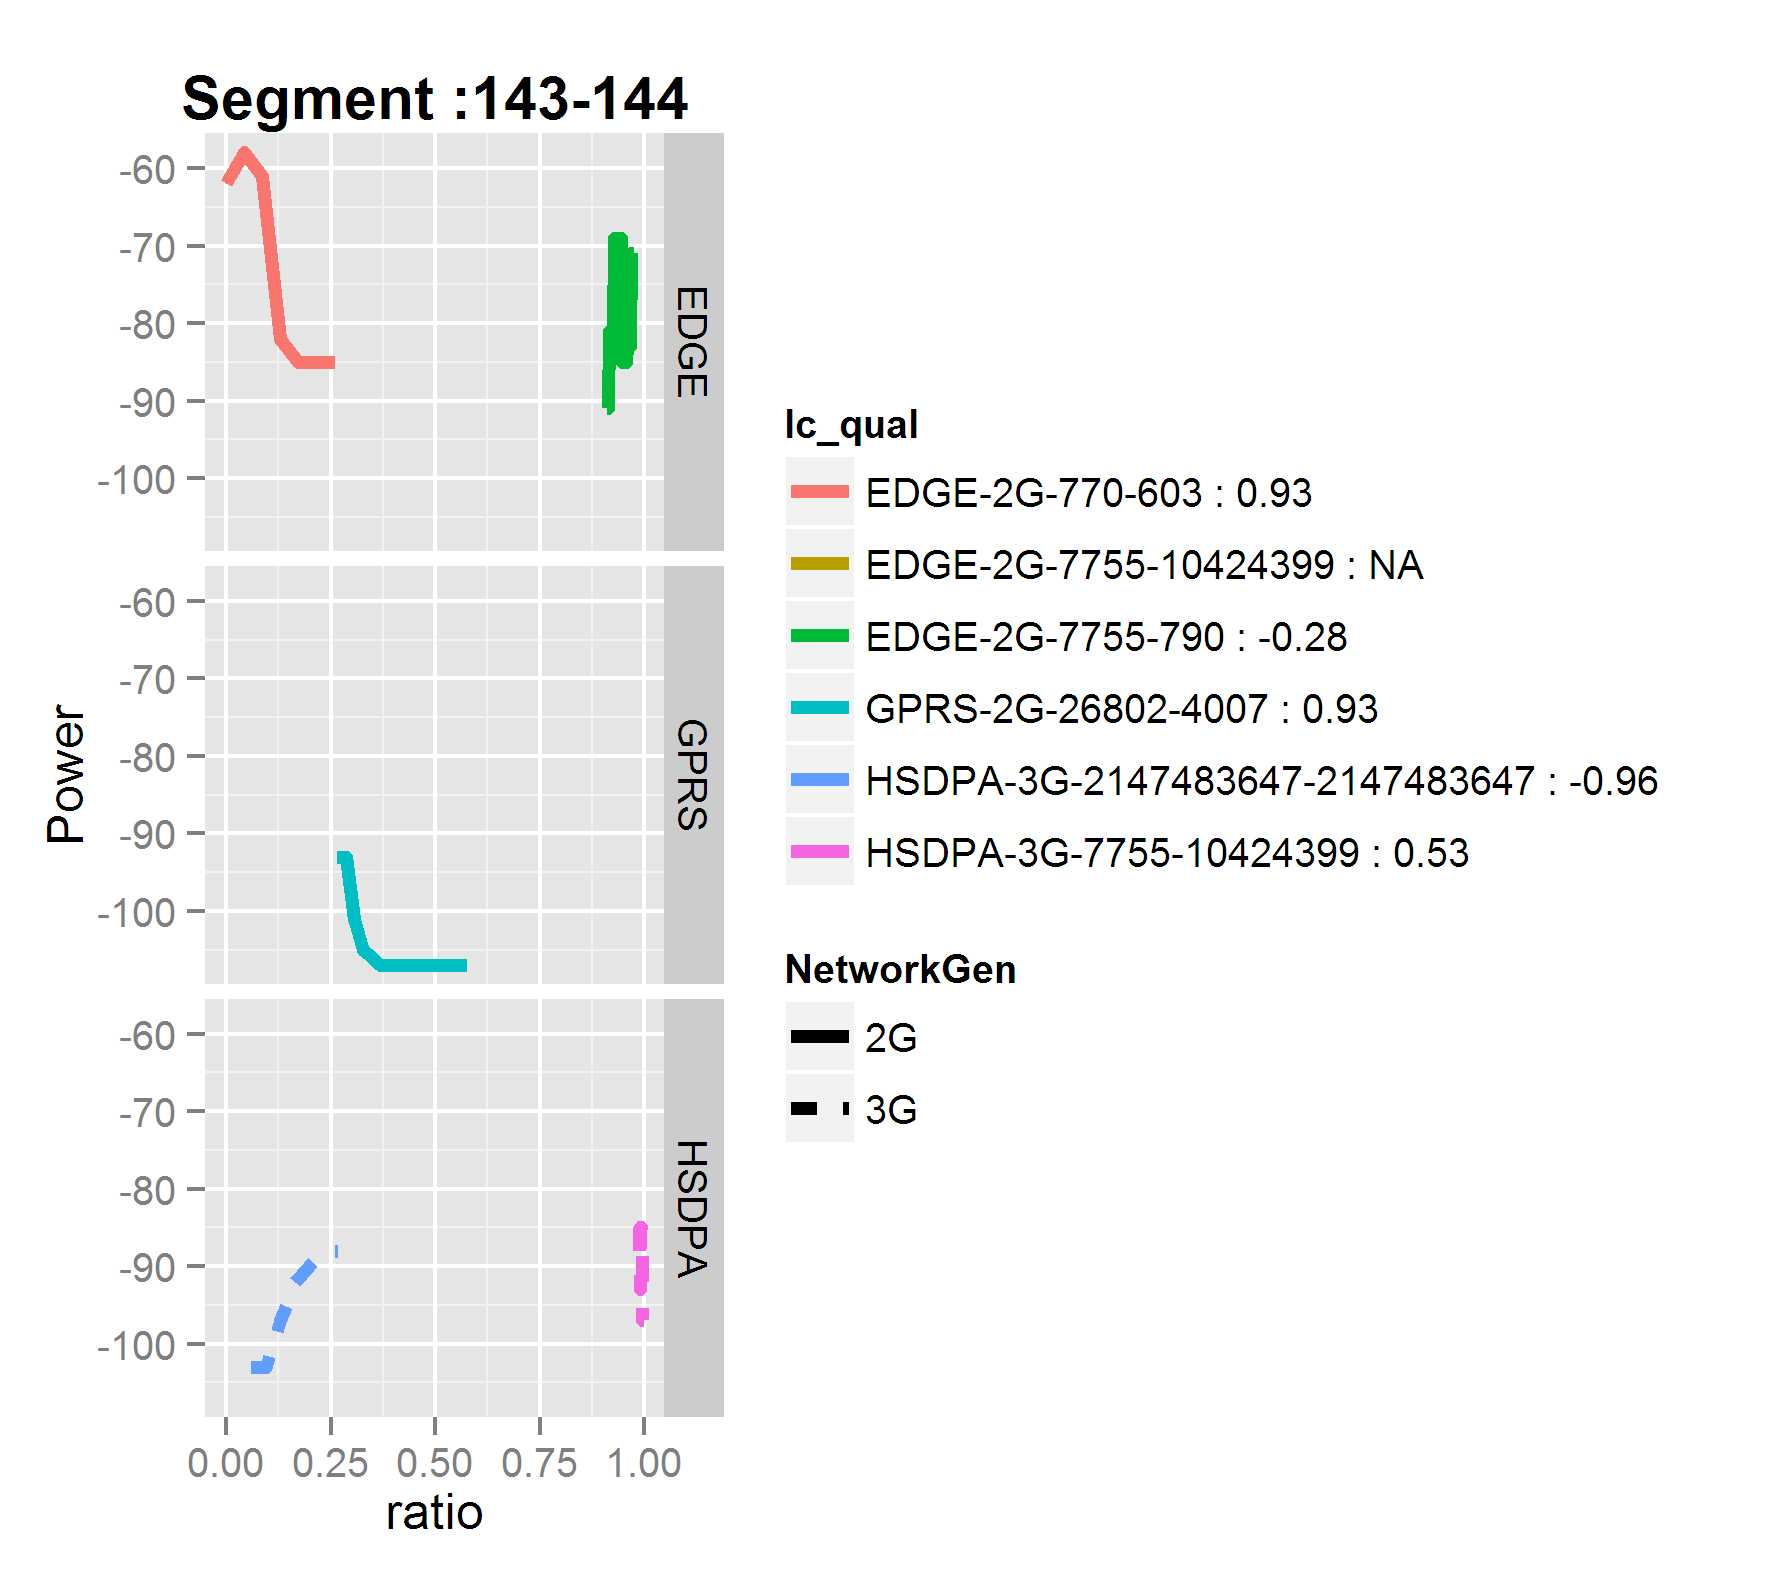 Segment :143-144
-60
-70
-80
-90
-100
EDGE
-60
-70
-80
-90
-100
GPRS
-60
-70
-80
-90
-100
HSDPA
Power
0.00 0.25 0.50 0.75 1.00
ratio
lc_qual
EDGE-2G-770-603 : 0.93
EDGE-2G-7755-10424399 : NA
EDGE-2G-7755-790 : -0.28
GPRS-2G-26802-4007 : 0.93
HSDPA-3G-2147483647-2147483647 : -0.96
HSDPA-3G-7755-10424399 : 0.53
NetworkGen
2G
3G